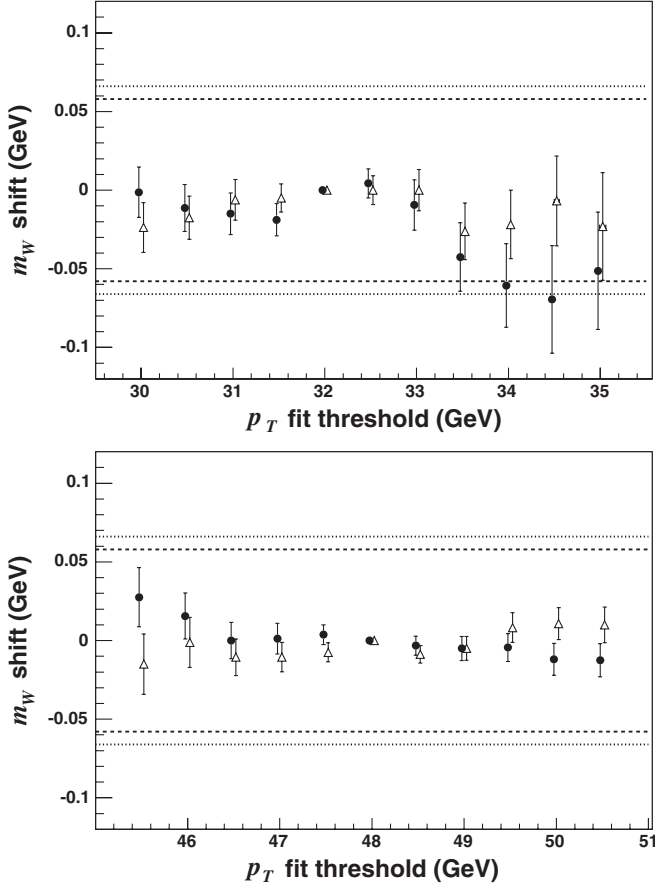 0.1
0.05
0
-0.05
-0.1
m_W shift (GeV)
30 31 32 33 34 35
p_T fit threshold (GeV)
0.1
0.05
0
-0.05
-0.1
m_W shift (GeV)
46 47 48 49 50 51
p_T fit threshold (GeV)